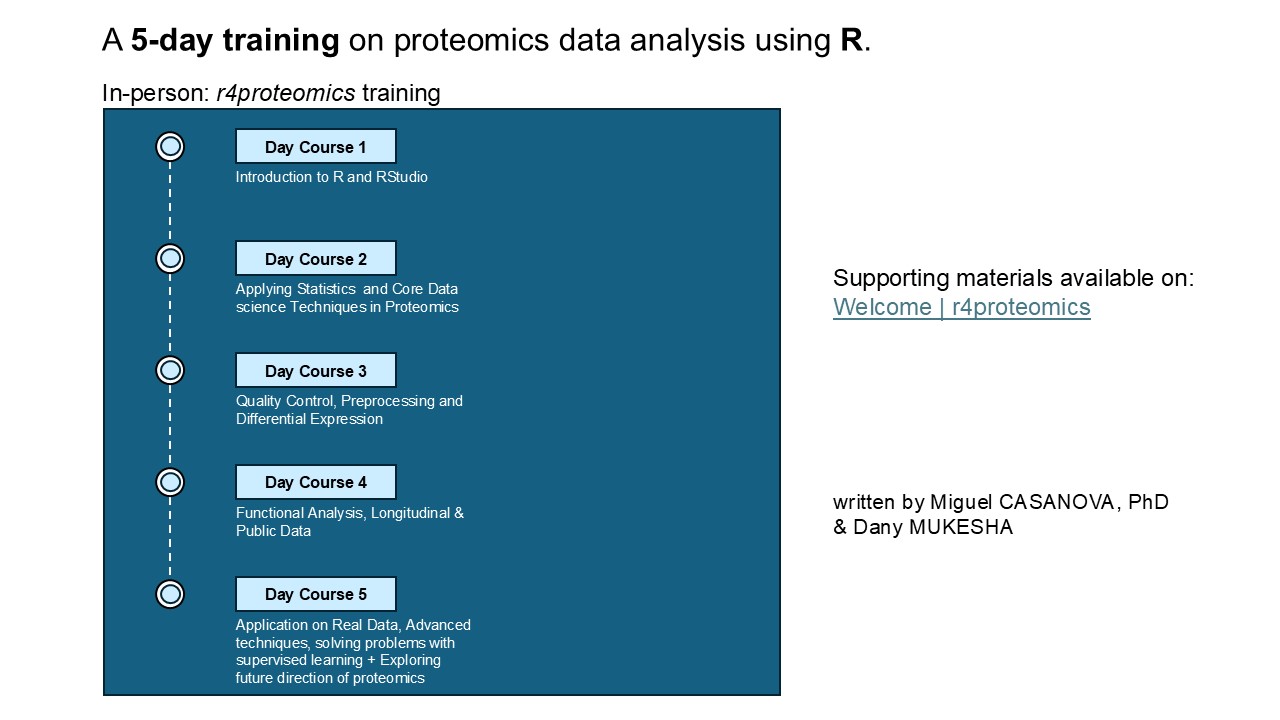 A 5-day training on proteomics data analysis using R.
In-person: r4proteomics training
Day Course 1
Introduction to R and RStudio
Day Course 2
Applying Statistics and Core Data
science Techniques in Proteomics
Day Course 3
Quality Control, Preprocessing and
Differential Expression
Day Course 4
Functional Analysis, Longitudinal &
Public Data
Day Course 5
Application on Real Data, Advanced
techniques, solving problems with
supervised learning + Exploring
future direction of proteomics
Supporting materials available on:
Welcome | r4proteomics
written by Miguel CASANOVA, PhD
& Dany MUKESHA